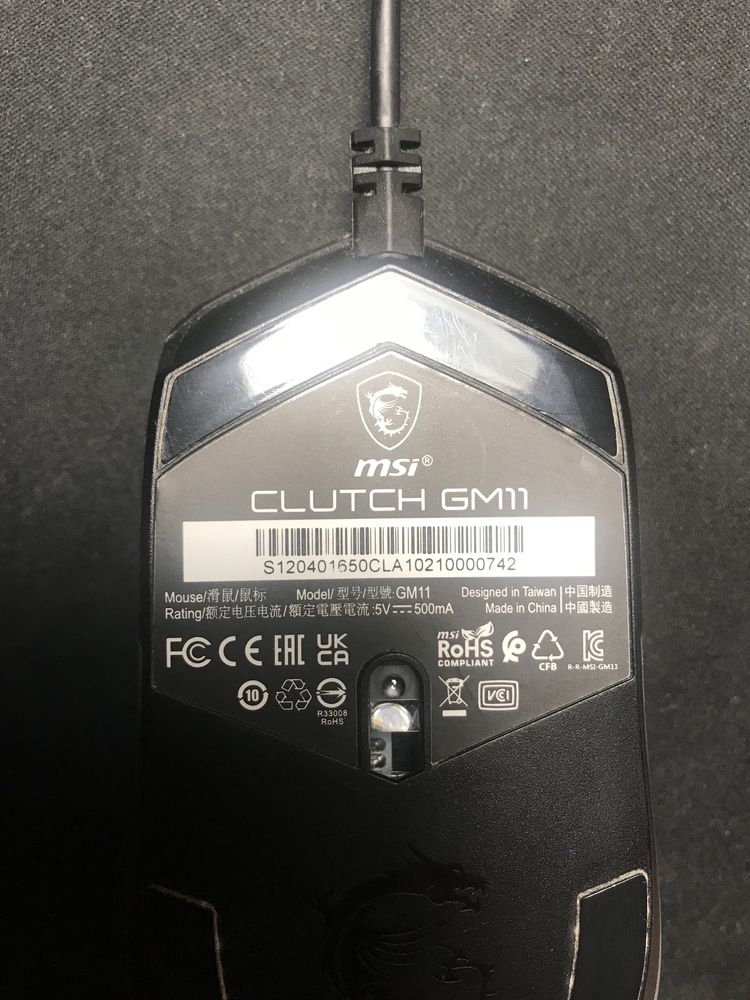 msi®
CLUTCH GM11
S120401650CLA10210000742
Mouse/滑鼠/鼠标 Model/ 型号/型號:GM11 Designed in Taiwan 中国制造
Rating/额定电压电流/額定電壓電流:5V⎓500mA Made in China 中國製造
FC CE EAC UKCA
msi
RoHS
COMPLIANT
CFB
R-R-MSI-GM11
10
R33008
RoHS
VCI